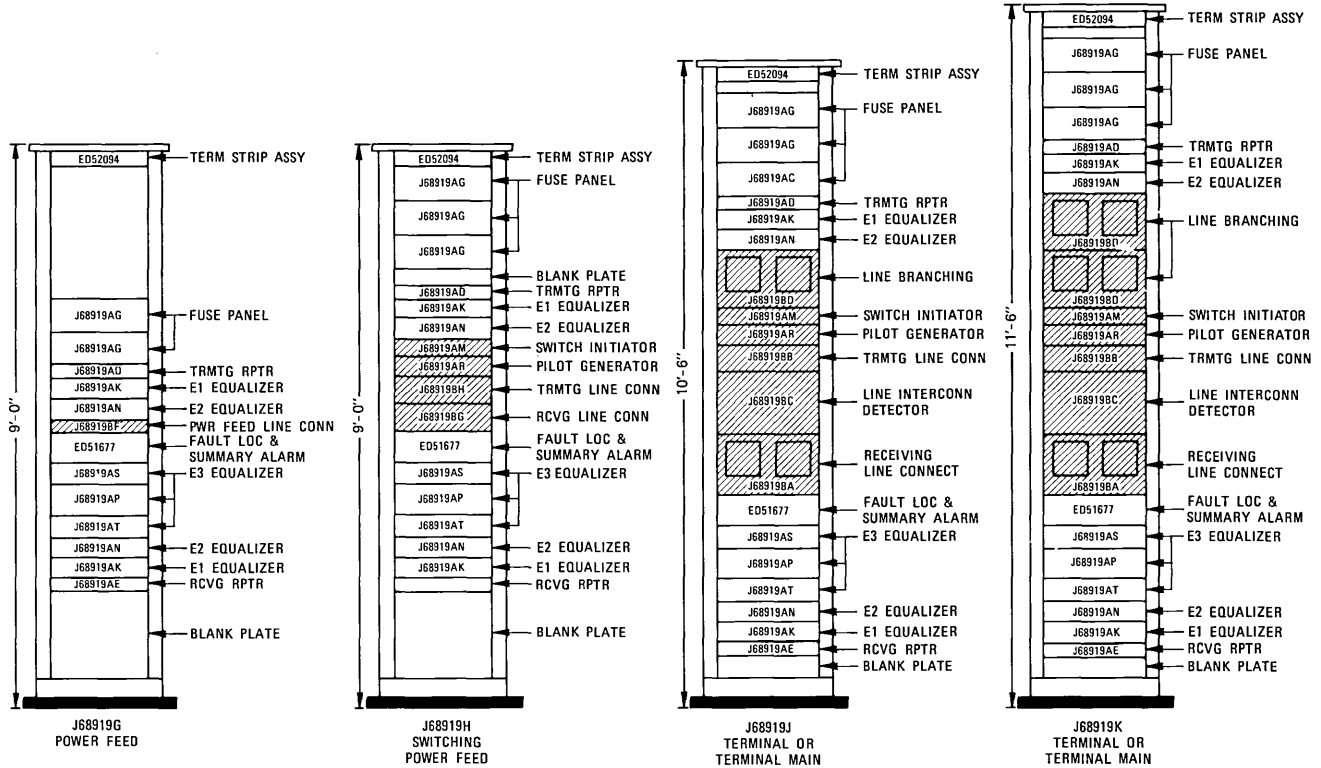 9'-0"
ED52094
TERM STRIP ASSY
J68919AG
FUSE PANEL
J68919AG
J68919AD
TRMTG RPTR
J68919AK
E1 EQUALIZER
J68919AN
E2 EQUALIZER
J68919BF
PWR FEED LINE CONN
ED51677
FAULT LOC &
SUMMARY ALARM
J68919AS
E3 EQUALIZER
J68919AP
J68919AT
J68919AN
E2 EQUALIZER
J68919AK
E1 EQUALIZER
J68919AE
RCVG RPTR
BLANK PLATE
J68919G
POWER FEED
9'-0"
ED52094
TERM STRIP ASSY
J68919AG
FUSE PANEL
J68919AG
J68919AG
BLANK PLATE
J68919AD
TRMTG RPTR
J68919AK
E1 EQUALIZER
J68919AN
E2 EQUALIZER
J68919AM
SWITCH INITIATOR
J68919AR
PILOT GENERATOR
J68919BH
TRMTG LINE CONN
J68919BG
RCVG LINE CONN
ED51677
FAULT LOC &
SUMMARY ALARM
J68919AS
E3 EQUALIZER
J68919AP
J68919AT
J68919AN
E2 EQUALIZER
J68919AK
E1 EQUALIZER
RCVG RPTR
BLANK PLATE
J68919H
SWITCHING
POWER FEED
10'-6"
ED52094
TERM STRIP ASSY
J68919AG
FUSE PANEL
J68919AG
J68919AC
J68919AD
TRMTG RPTR
J68919AK
E1 EQUALIZER
J68919AN
E2 EQUALIZER
LINE BRANCHING
J68919BD
J68919AM
SWITCH INITIATOR
J68919AR
PILOT GENERATOR
J68919BB
TRMTG LINE CONN
J68919BC
LINE INTERCONN
DETECTOR
RECEIVING
LINE CONNECT
J68919BA
ED51677
FAULT LOC &
SUMMARY ALARM
J68919AS
E3 EQUALIZER
J68919AP
J68919AT
J68919AN
E2 EQUALIZER
J68919AK
E1 EQUALIZER
J68919AE
RCVG RPTR
BLANK PLATE
J68919J
TERMINAL OR
TERMINAL MAIN
11'-6"
ED52094
TERM STRIP ASSY
J68919AG
FUSE PANEL
J68919AG
J68919AG
J68919AD
TRMTG RPTR
J68919AK
E1 EQUALIZER
J68919AN
E2 EQUALIZER
LINE BRANCHING
J68919BD
J68919BD
J68919AM
SWITCH INITIATOR
J68919AR
PILOT GENERATOR
J68919BB
TRMTG LINE CONN
J68919BC
LINE INTERCONN
DETECTOR
RECEIVING
LINE CONNECT
J68919BA
ED51677
FAULT LOC &
SUMMARY ALARM
J68919AS
E3 EQUALIZER
J68919AP
J68919AT
J68919AN
E2 EQUALIZER
J68919AK
E1 EQUALIZER
J68919AE
RCVG RPTR
BLANK PLATE
J68919K
TERMINAL OR
TERMINAL MAIN